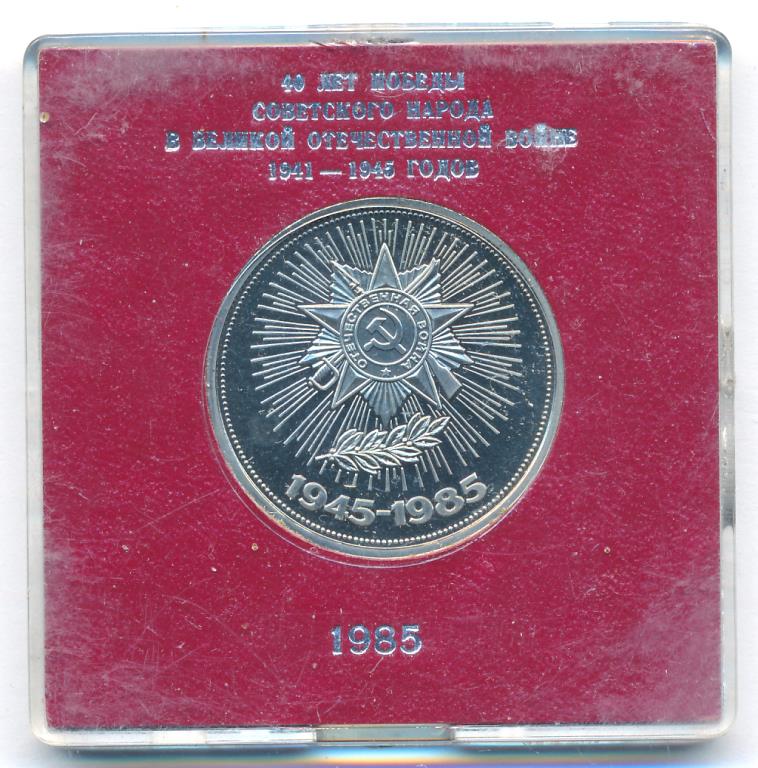 40 ЛЕТ ПОБЕДЫ
СОВЕТСКОГО НАРОДА
В ВЕЛИКОЙ ОТЕЧЕСТВЕННОЙ ВОЙНЕ
1941 — 1945 ГОДОВ
ОТЕЧЕСТВЕННАЯ ВОЙНА
1945-1985
1985